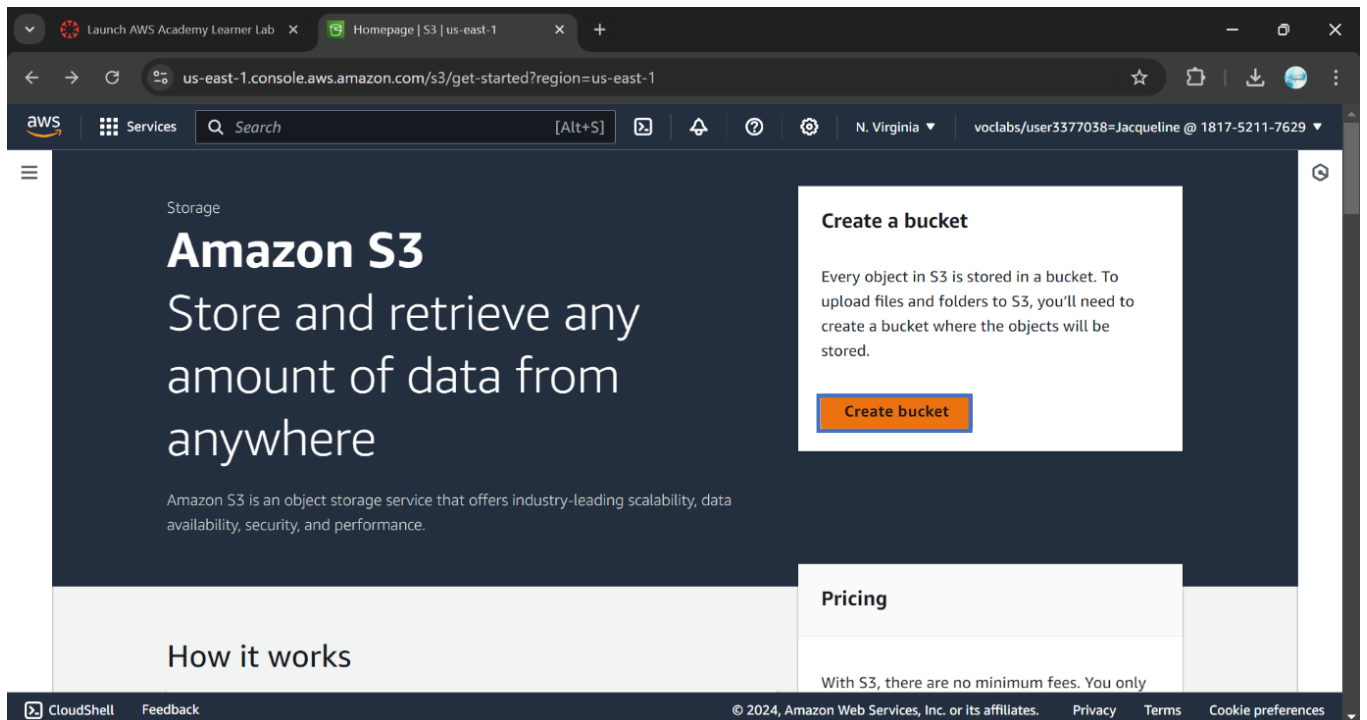 Launch AWS Academy Learner Lab
Homepage | S3 | us-east-1
us-east-1.console.aws.amazon.com/s3/get-started?region=us-east-1
aws
Services
Search
[Alt+S]
N. Virginia
voclabs/user3377038=Jacqueline @ 1817-5211-7629
Storage
Amazon S3
Store and retrieve any
amount of data from
anywhere
Amazon S3 is an object storage service that offers industry-leading scalability, data
availability, security, and performance.
Create a bucket
Every object in S3 is stored in a bucket. To
upload files and folders to S3, you'll need to
create a bucket where the objects will be
stored.
Create bucket
Pricing
With S3, there are no minimum fees. You only
How it works
CloudShell
Feedback
© 2024, Amazon Web Services, Inc. or its affiliates.
Privacy
Terms
Cookie preferences